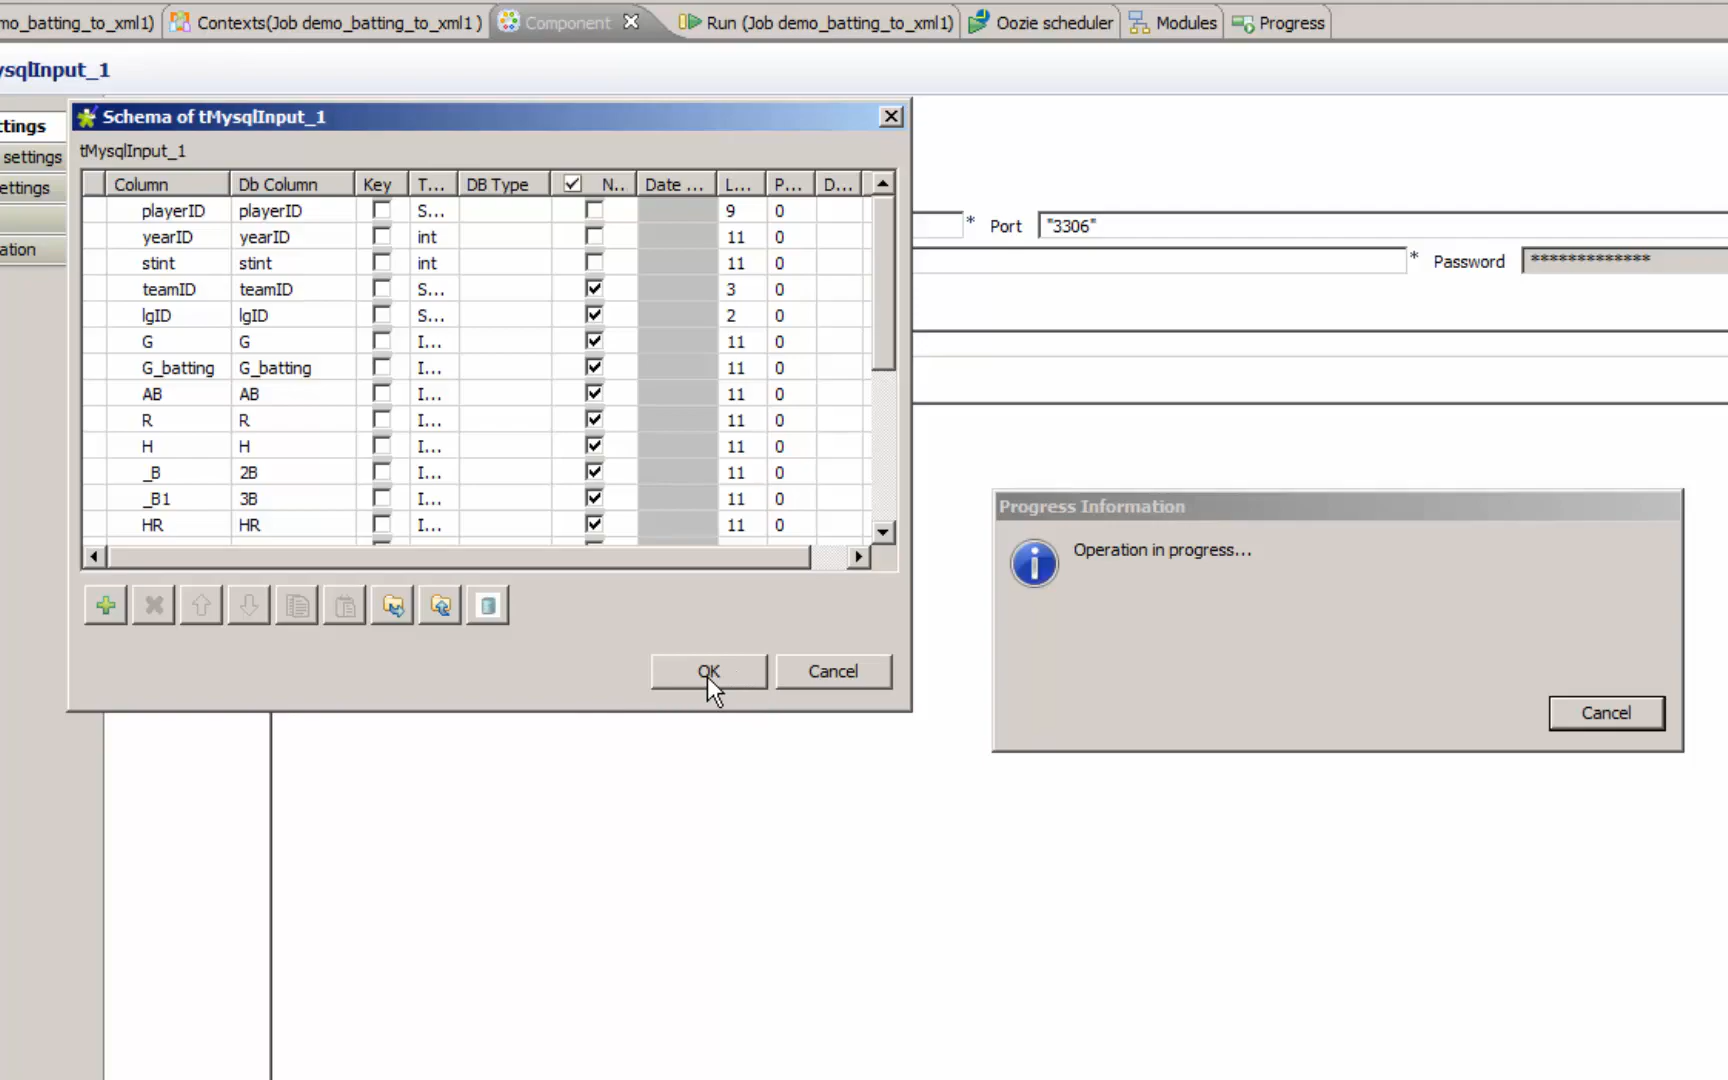 mo_batting_to_xml1) Contexts(Job demo_batting_to_xml1 ) Component Run (Job demo_batting_to_xml1) Oozie scheduler Modules Progress
ysqlInput_1
Schema of tMysqlInput_1
tMysqlInput_1
ttings
settings
ettings
ation
Column Db Column Key T... DB Type N.. Date ... L... P... D...
playerID playerID S... 9 0
yearID yearID int 11 0
stint stint int 11 0
teamID teamID S... 3 0
lgID lgID S... 2 0
G G I... 11 0
G_batting G_batting I... 11 0
AB AB I... 11 0
R R I... 11 0
H H I... 11 0
_B 2B I... 11 0
_B1 3B I... 11 0
HR HR I... 11 0
OK Cancel
* Port "3306"
* Password *************
Progress Information
Operation in progress...
Cancel